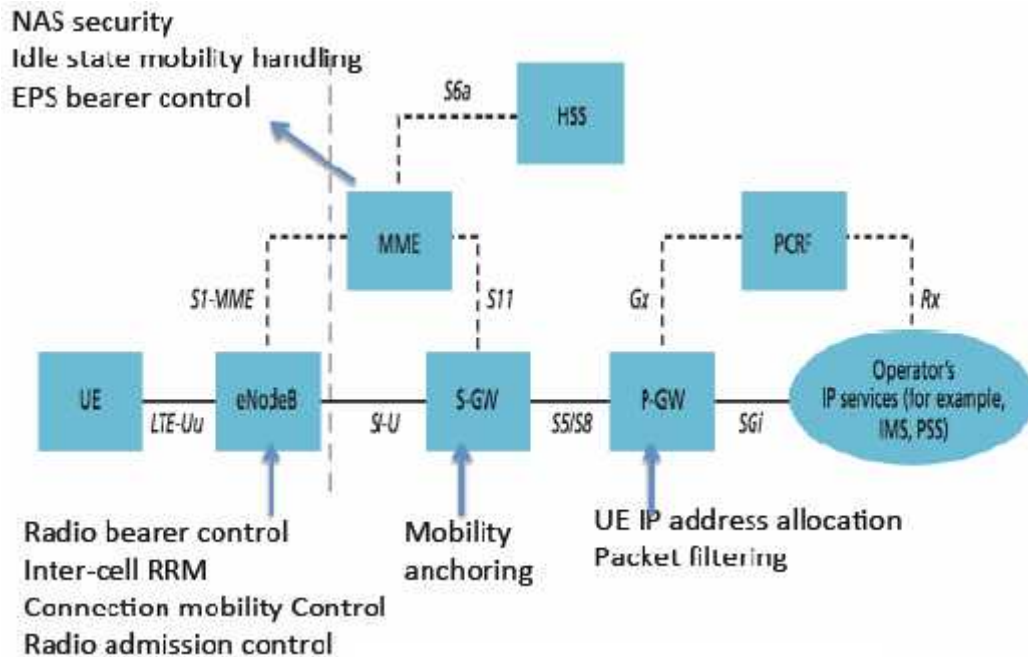 NAS security
Idle state mobility handling
EPS bearer control
S6a
HSS
MME
PCRF
S1-MME
S11
Gx
Rx
UE
eNodeB
S-GW
P-GW
Operator's
IP services (for example,
IMS, PSS)
LTE-Uu
SI-U
S5/S8
SGi
Radio bearer control
Inter-cell RRM
Connection mobility Control
Radio admission control
Mobility
anchoring
UE IP address allocation
Packet filtering